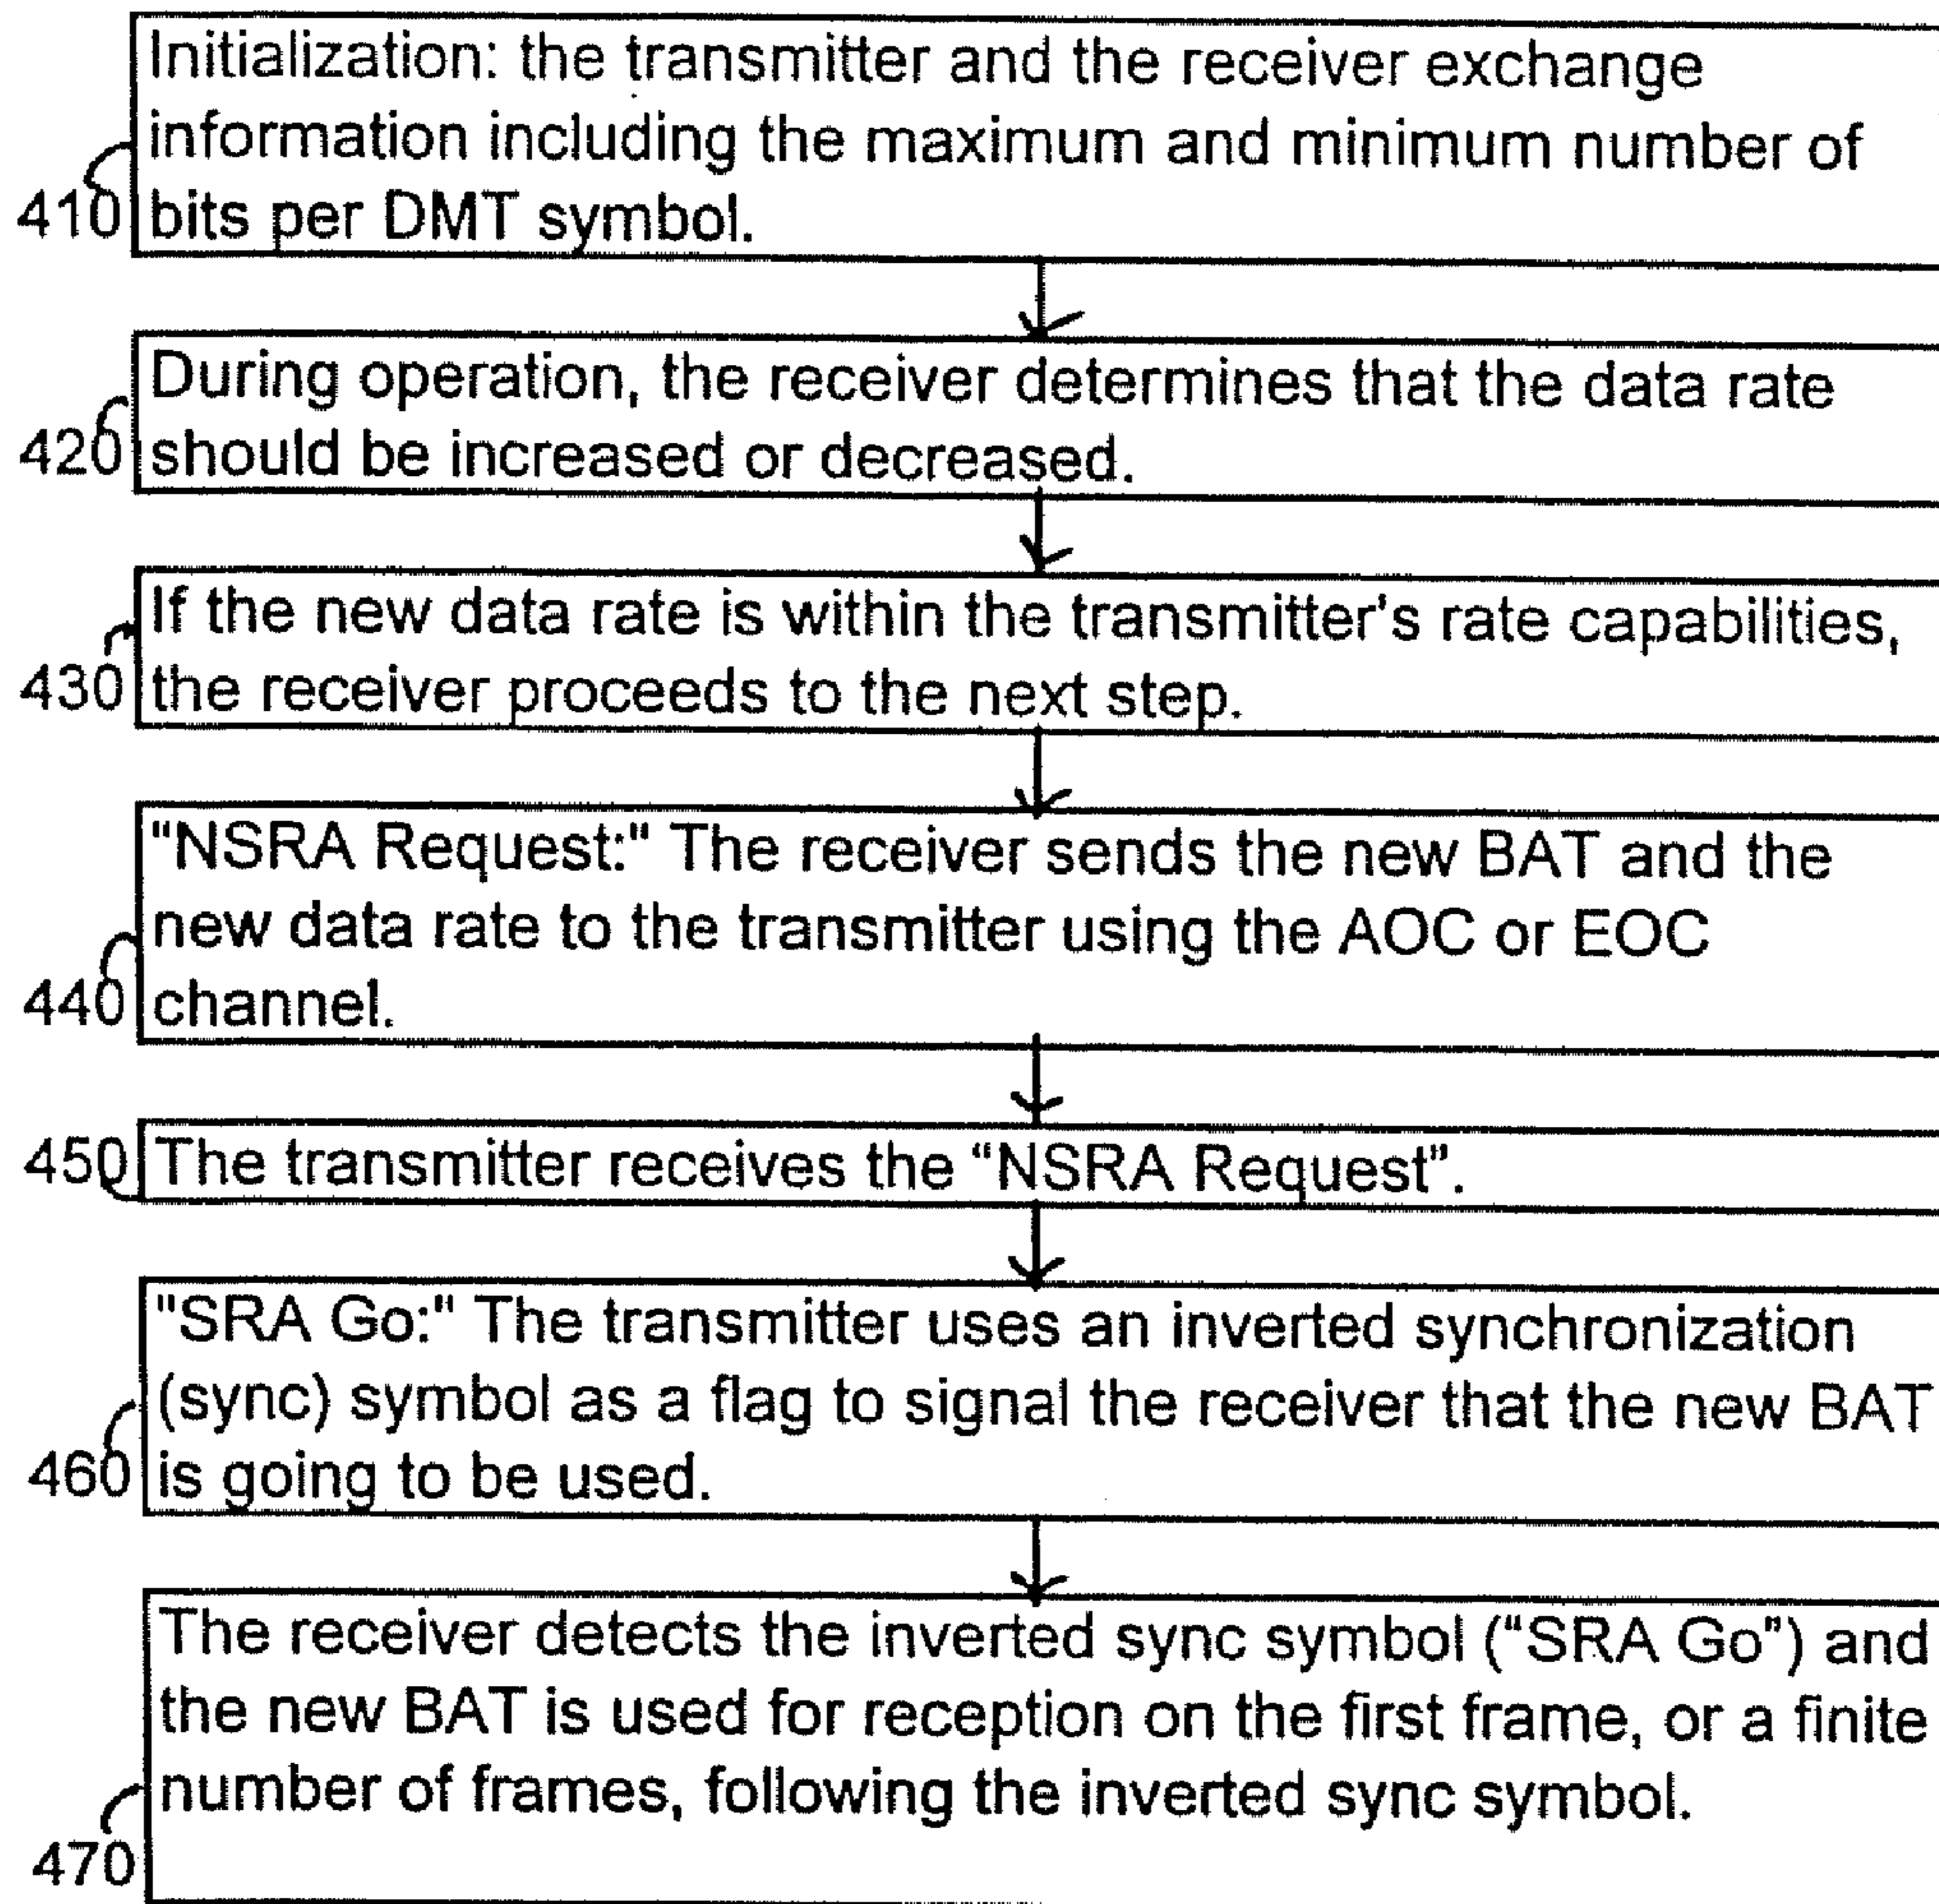 Initialization: the transmitter and the receiver exchange
information including the maximum and minimum number of
410 bits per DMT symbol.
During operation, the receiver determines that the data rate
420 should be increased or decreased.
If the new data rate is within the transmitter's rate capabilities,
430 the receiver proceeds to the next step.
"NSRA Request:" The receiver sends the new BAT and the
new data rate to the transmitter using the AOC or EOC
440 channel.
450 The transmitter receives the “NSRA Request”.
"SRA Go:" The transmitter uses an inverted synchronization
(sync) symbol as a flag to signal the receiver that the new BAT
460 is going to be used.
The receiver detects the inverted sync symbol (“SRA Go”) and
the new BAT is used for reception on the first frame, or a finite
number of frames, following the inverted sync symbol.
470